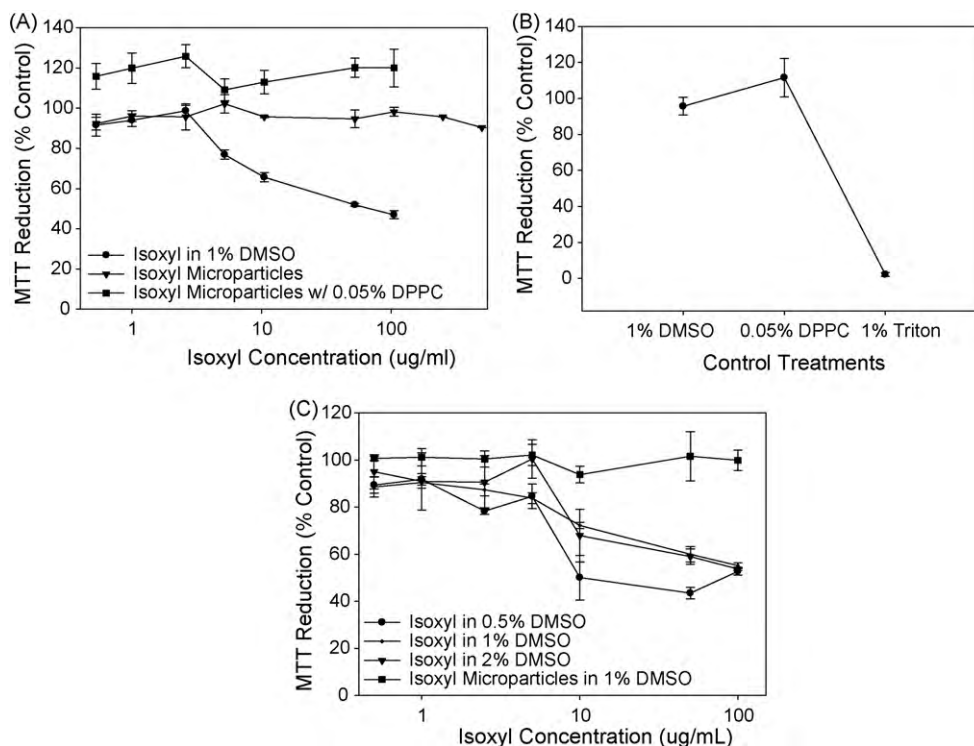 (A)
140
120
100
80
60
40
20
0
MTT Reduction (% Control)
Isoxyl in 1% DMSO
Isoxyl Microparticles
Isoxyl Microparticles w/ 0.05% DPPC
1 10 100
Isoxyl Concentration (ug/ml)
(B)
140
120
100
80
60
40
20
0
MTT Reduction (% Control)
1% DMSO 0.05% DPPC 1% Triton
Control Treatments
(C)
120
100
80
60
40
20
0
MTT Reduction (% Control)
Isoxyl in 0.5% DMSO
Isoxyl in 1% DMSO
Isoxyl in 2% DMSO
Isoxyl Microparticles in 1% DMSO
1 10 100
Isoxyl Concentration (ug/mL)